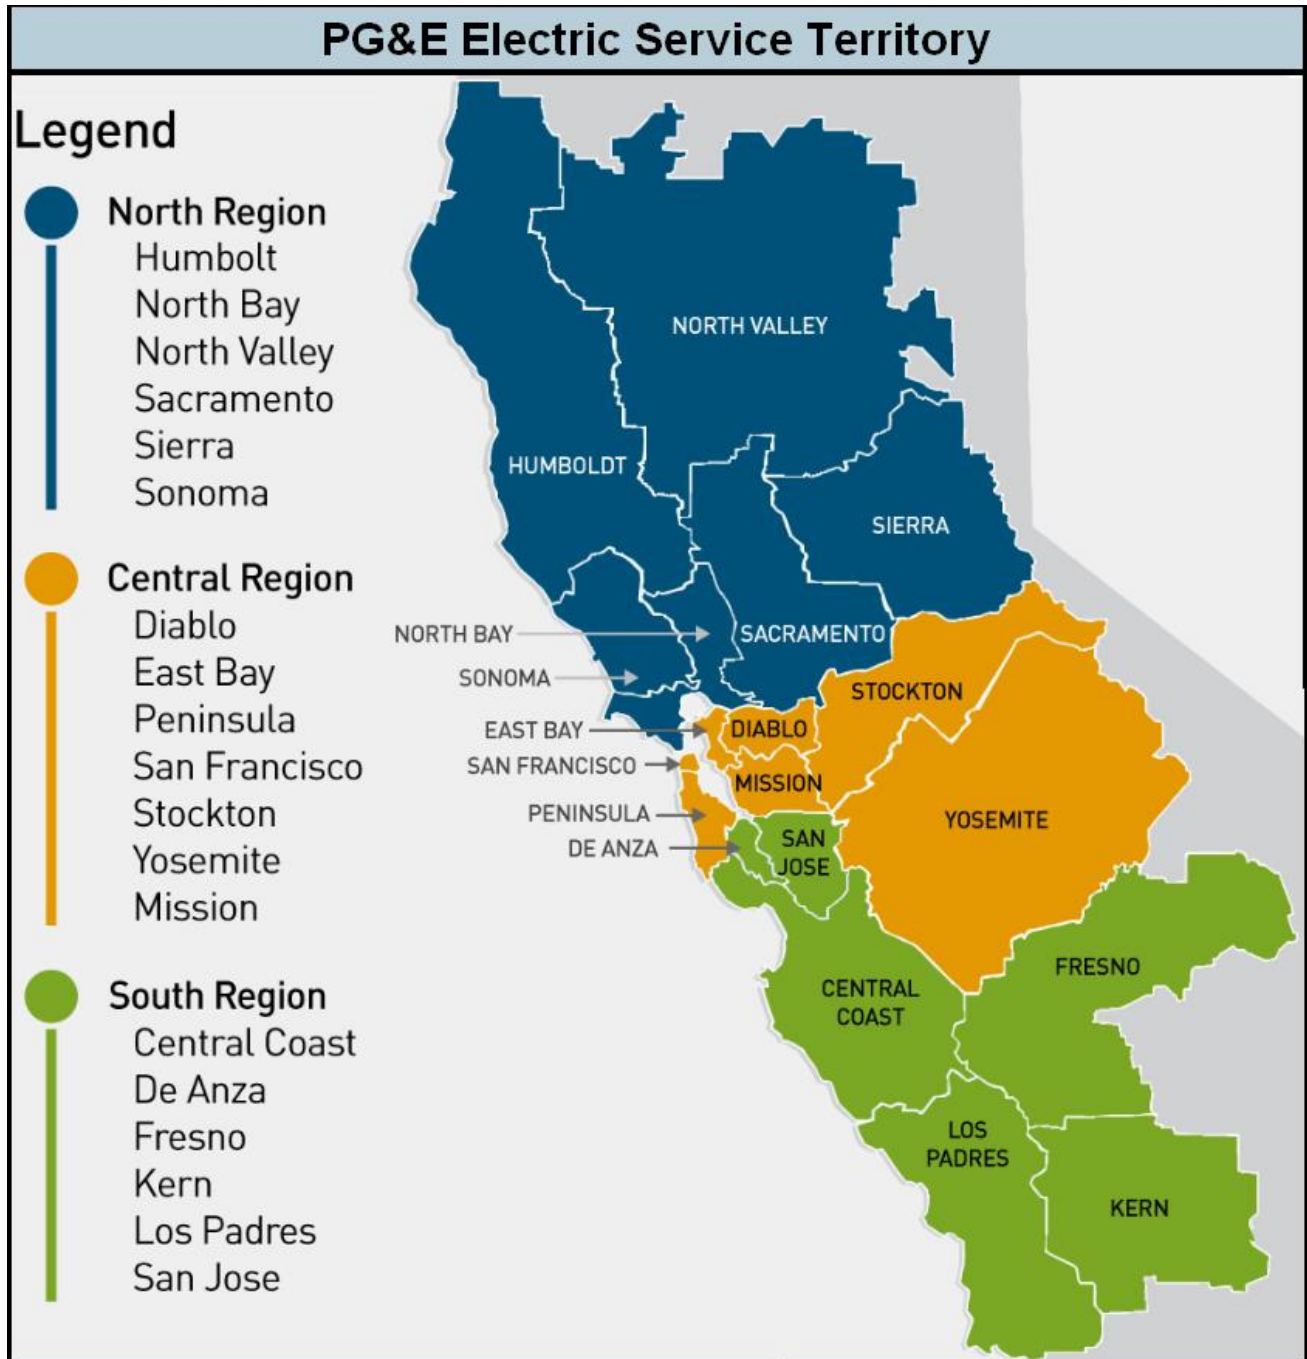 PG&E Electric Service Territory
Legend
North Region
Humbolt
North Bay
North Valley
Sacramento
Sierra
Sonoma
Central Region
Diablo
East Bay
Peninsula
San Francisco
Stockton
Yosemite
Mission
South Region
Central Coast
De Anza
Fresno
Kern
Los Padres
San Jose
NORTH VALLEY
HUMBOLDT
SIERRA
NORTH BAY
SACRAMENTO
SONOMA
STOCKTON
EAST BAY
DIABLO
SAN FRANCISCO
MISSION
PENINSULA
YOSEMITE
DE ANZA
SAN
JOSE
FRESNO
CENTRAL
COAST
LOS
PADRES
KERN